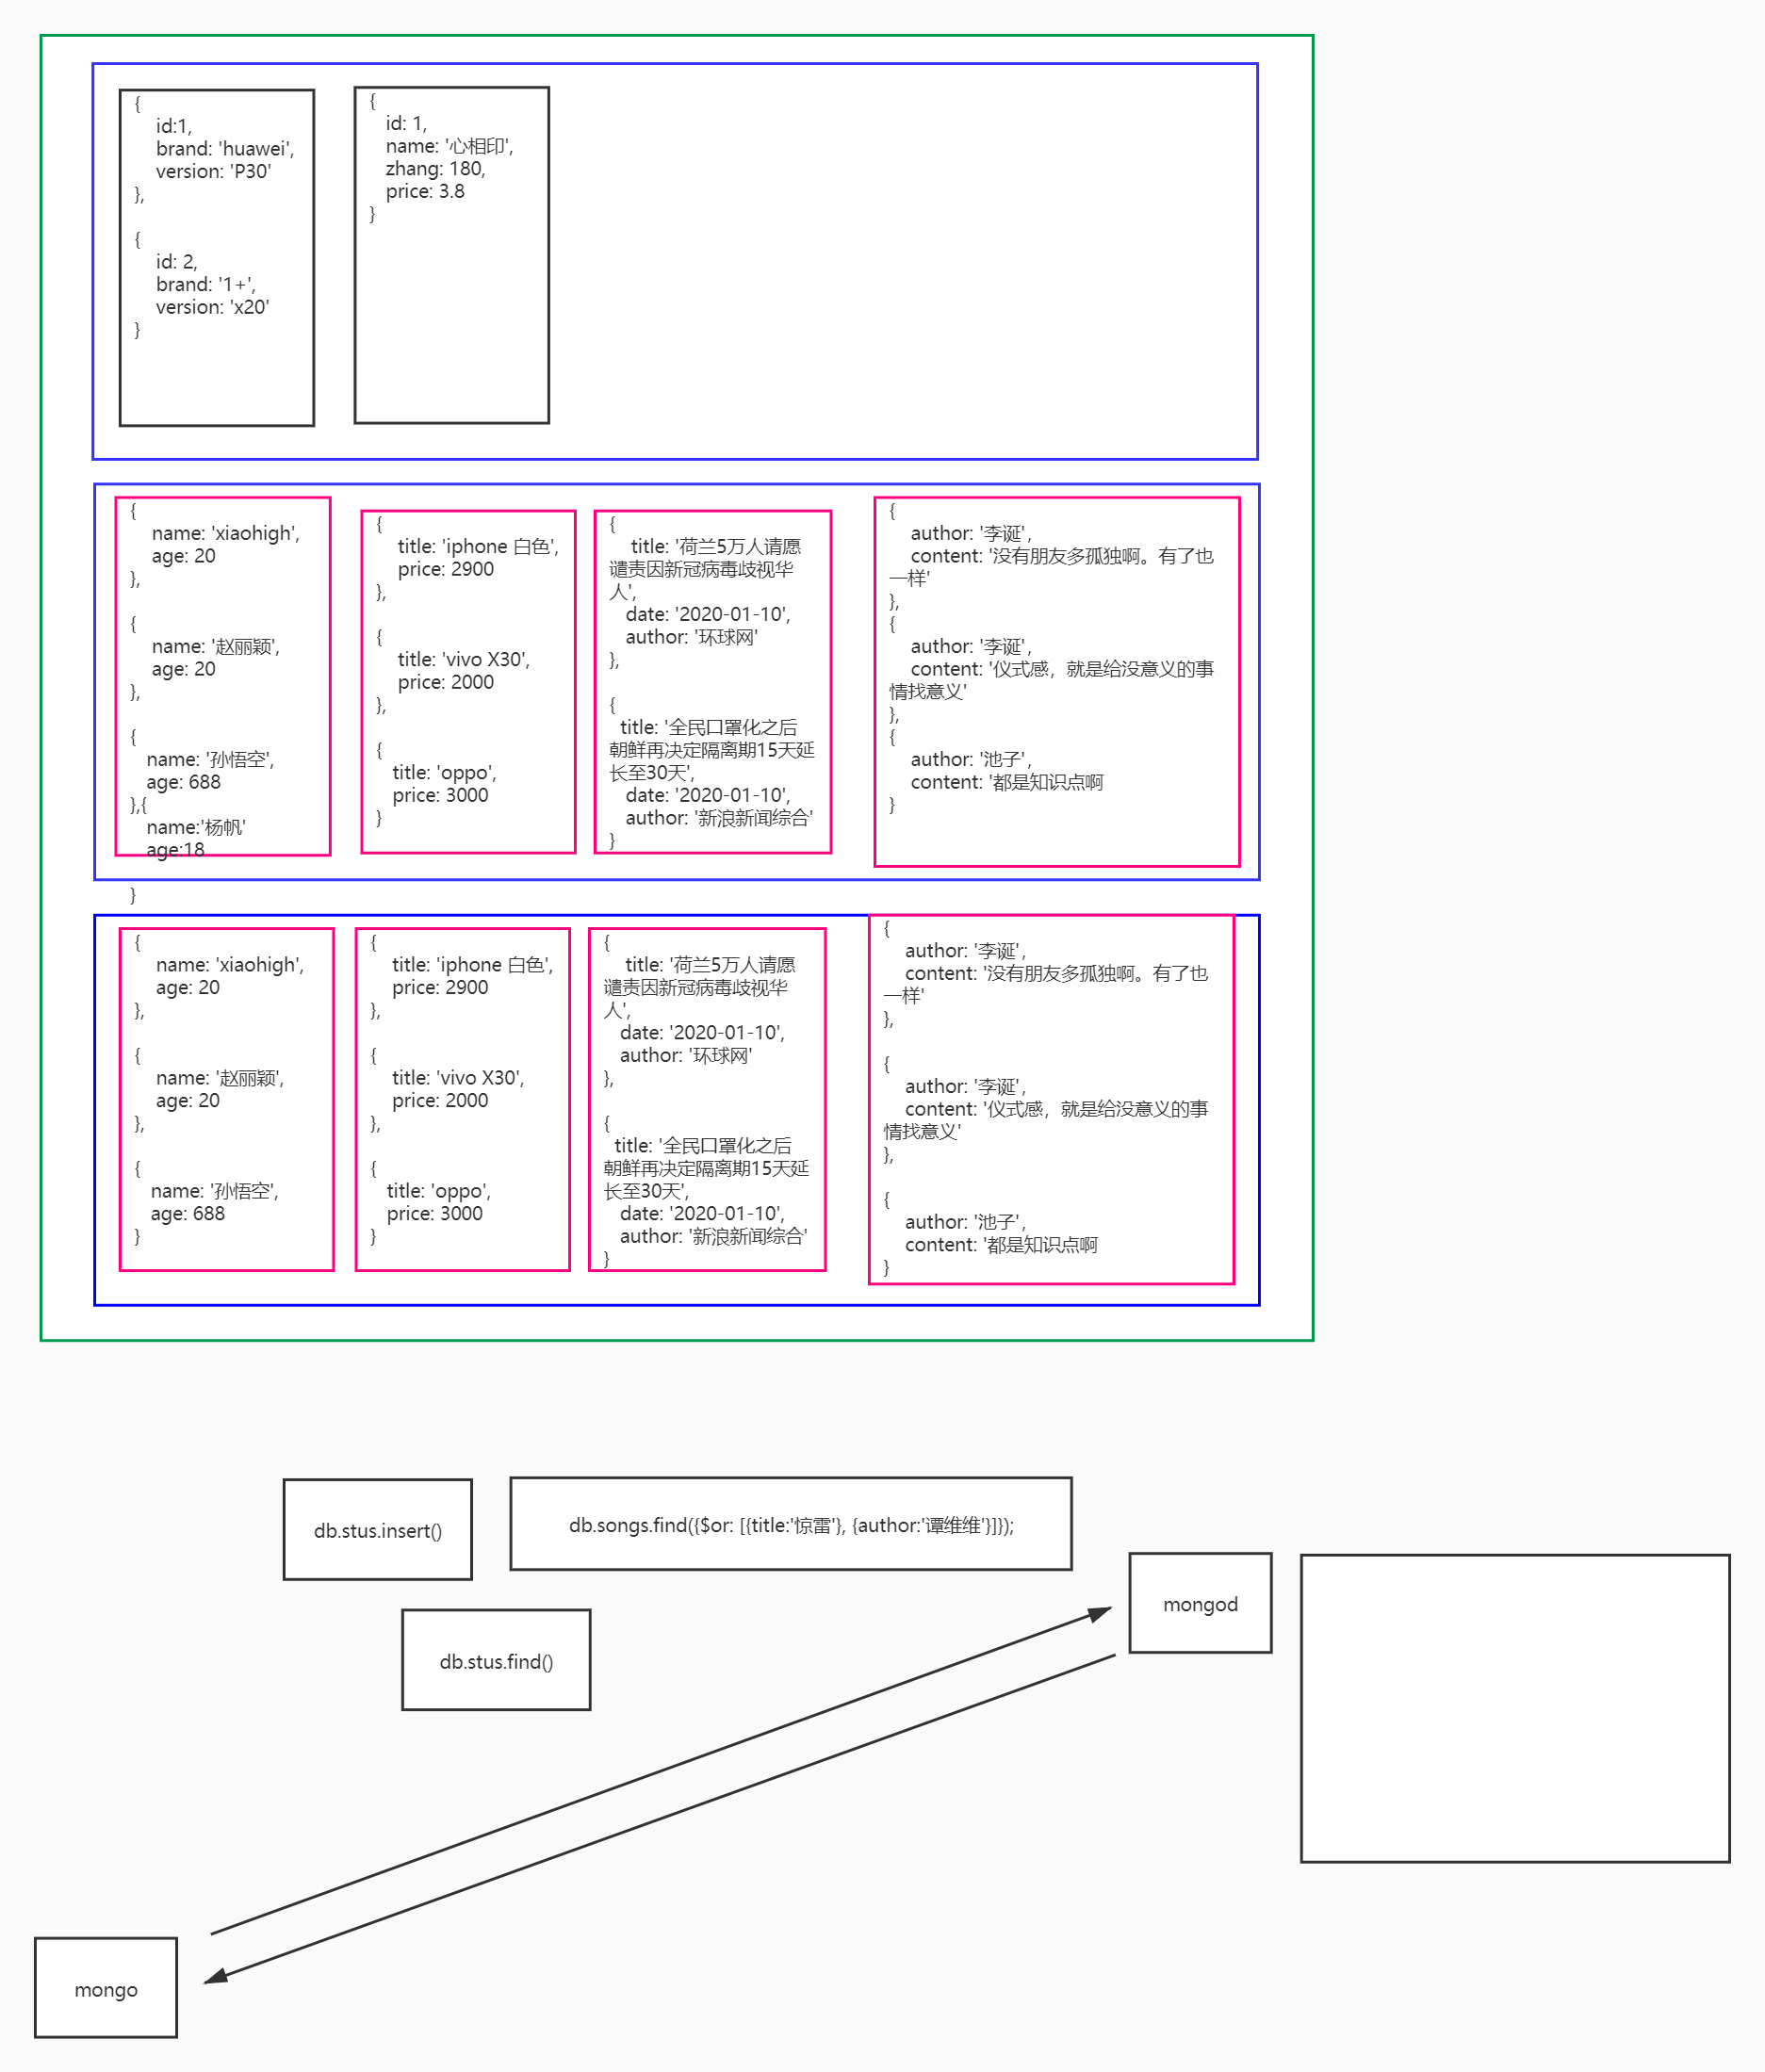 {
id:1,
brand: 'huawei',
version: 'P30'
},
{
id: 2,
brand: '1+',
version: 'x20'
}
{
id: 1,
name: '心相印',
zhang: 180,
price: 3.8
}
{
name: 'xiaohigh',
age: 20
},
{
name: '赵丽颖',
age: 20
},
{
name: '孙悟空',
age: 688
},{
name:'杨帆'
age:18
}
{
title: 'iphone 白色',
price: 2900
},
{
title: 'vivo X30',
price: 2000
},
{
title: 'oppo',
price: 3000
}
{
title: '荷兰5万人请愿
谴责因新冠病毒歧视华
人',
date: '2020-01-10',
author: '环球网'
},
{
title: '全民口罩化之后
朝鲜再决定隔离期15天延
长至30天',
date: '2020-01-10',
author: '新浪新闻综合'
}
{
author: '李诞',
content: '没有朋友多孤独啊。有了也
一样'
},
{
author: '李诞',
content: '仪式感，就是给没意义的事
情找意义'
},
{
author: '池子',
content: '都是知识点啊
}
{
name: 'xiaohigh',
age: 20
},
{
name: '赵丽颖',
age: 20
},
{
name: '孙悟空',
age: 688
}
{
title: 'iphone 白色',
price: 2900
},
{
title: 'vivo X30',
price: 2000
},
{
title: 'oppo',
price: 3000
}
{
title: '荷兰5万人请愿
谴责因新冠病毒歧视华
人',
date: '2020-01-10',
author: '环球网'
},
{
title: '全民口罩化之后
朝鲜再决定隔离期15天延
长至30天',
date: '2020-01-10',
author: '新浪新闻综合'
}
{
author: '李诞',
content: '没有朋友多孤独啊。有了也
一样'
},
{
author: '李诞',
content: '仪式感，就是给没意义的事
情找意义'
},
{
author: '池子',
content: '都是知识点啊
}
db.stus.insert()
db.songs.find({$or: [{title:'惊雷'}, {author:'谭维维'}]});
mongod
db.stus.find()
mongo